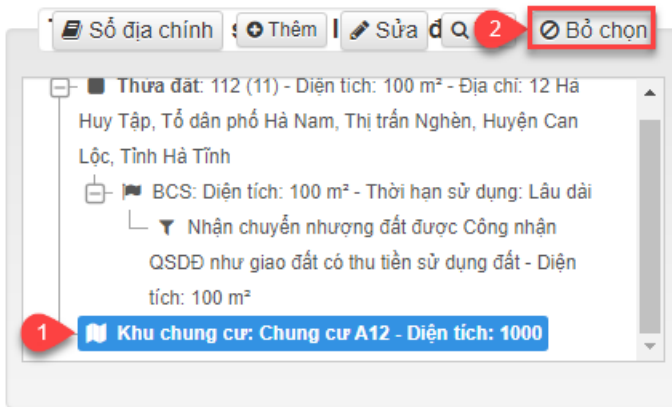 Sổ địa chính Thêm Sửa 2 Bỏ chọn
Thửa đất: 112 (11) - Diện tích: 100 m² - Địa chỉ: 12 Hà
Huy Tập, Tổ dân phố Hà Nam, Thị trấn Nghèn, Huyện Can
Lộc, Tỉnh Hà Tĩnh
BCS: Diện tích: 100 m² - Thời hạn sử dụng: Lâu dài
Nhận chuyển nhượng đất được Công nhận
QSDĐ như giao đất có thu tiền sử dụng đất - Diện
tích: 100 m²
1 Khu chung cư: Chung cư A12 - Diện tích: 1000